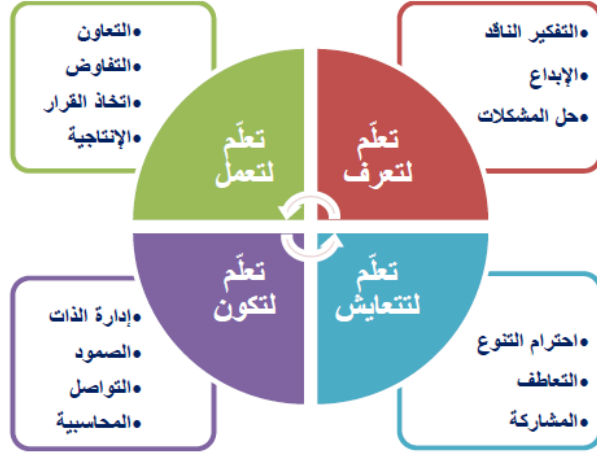 •التفكير الناقد
•الإبداع
•حل المشكلات
تعلّم
لتعرف
•التعاون
•التفاوض
•اتخاذ القرار
•الإنتاجية
تعلّم
لتعمل
•احترام التنوع
•التعاطف
•المشاركة
تعلّم
لتتعايش
•إدارة الذات
•الصمود
•التواصل
•المحاسبية
تعلّم
لتكون